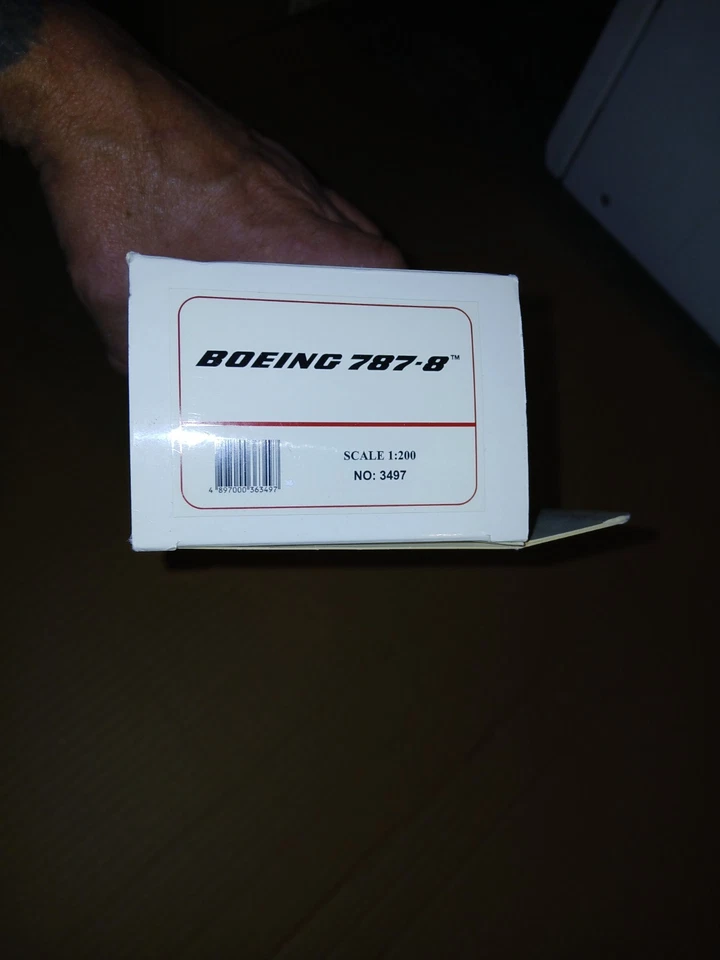 BOEING 787-8™
SCALE 1:200
NO: 3497
4 897000 363497